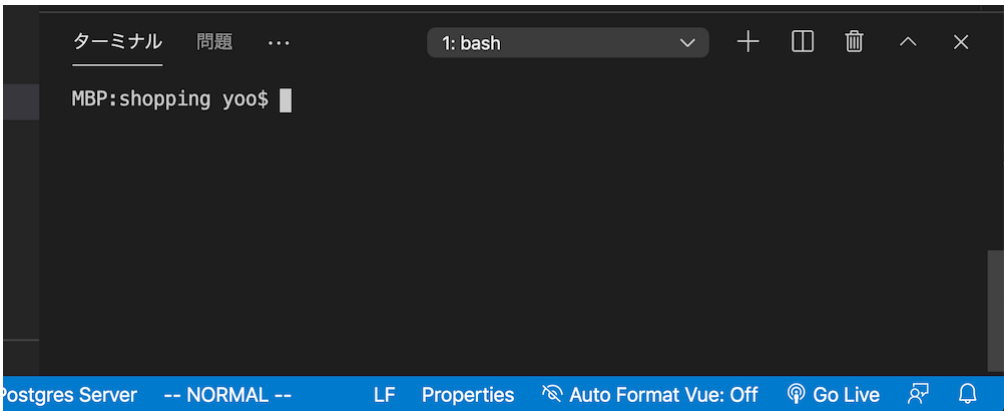 ターミナル 問題 ... 1: bash
MBP:shopping yoo$
Postgres Server -- NORMAL -- LF Properties Auto Format Vue: Off Go Live